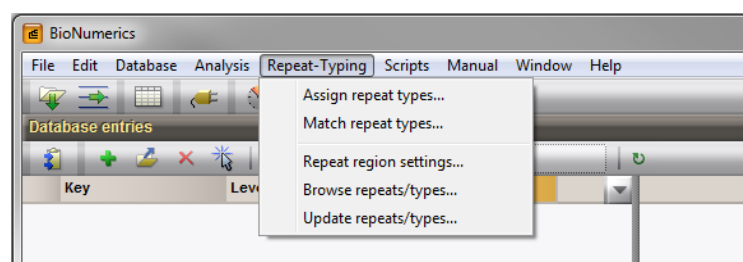 BioNumerics
File Edit Database Analysis Repeat-Typing Scripts Manual Window Help
Assign repeat types...
Match repeat types...
Database entries
Repeat region settings...
Key Leve
Browse repeats/types...
Update repeats/types...